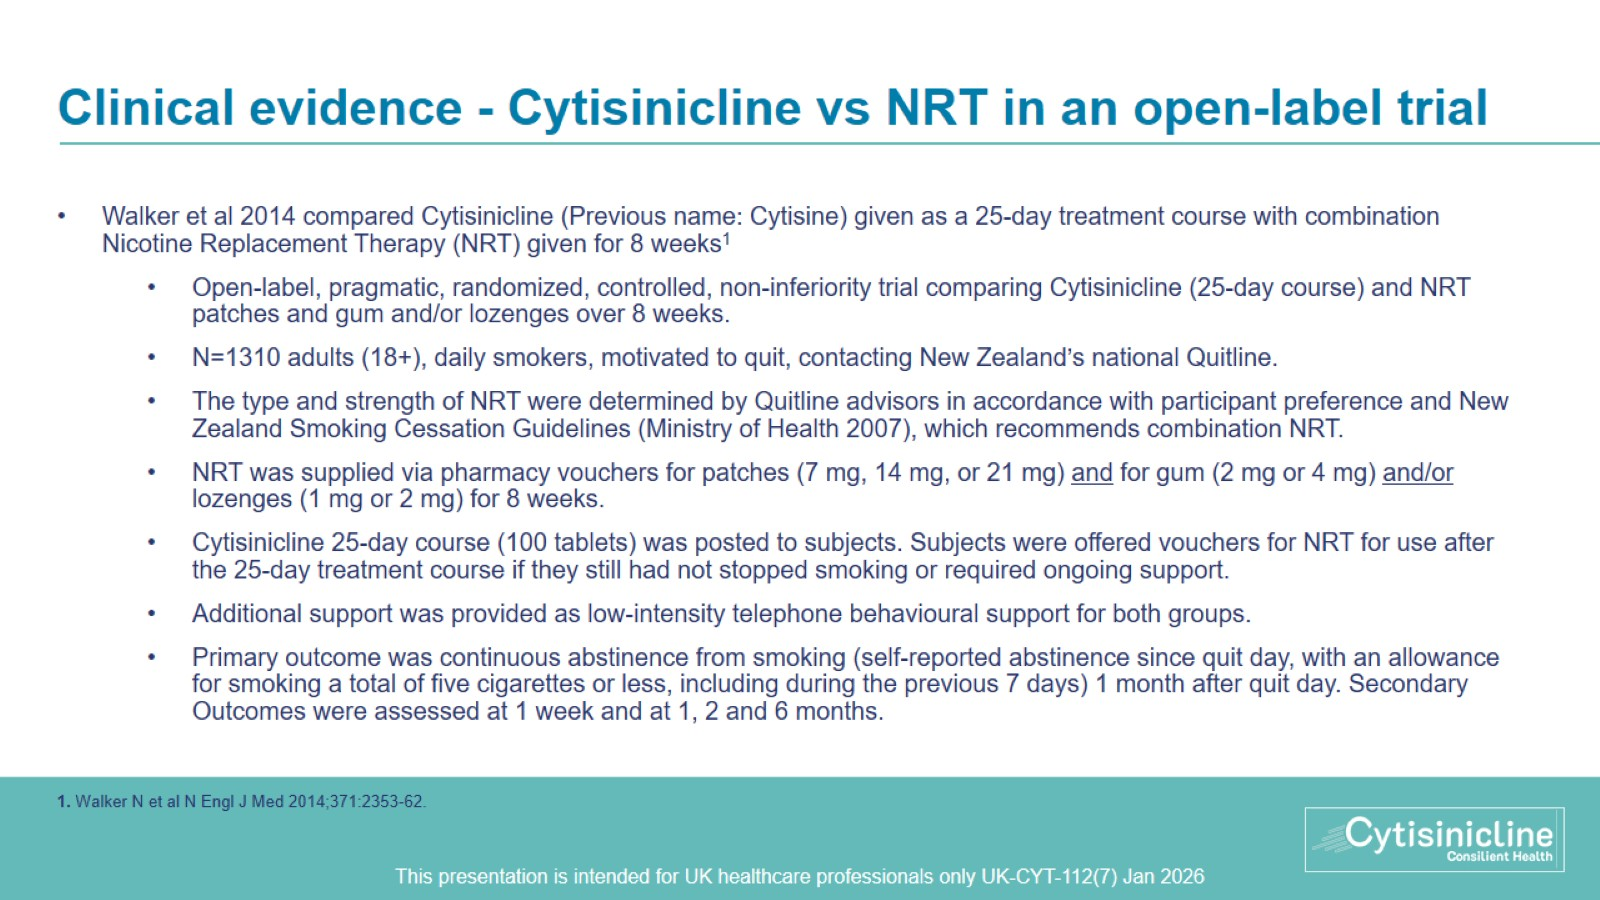 Clinical evidence - Cytisinicline vs NRT in an open-label trial
• Walker et al 2014 compared Cytisinicline (Previous name: Cytisine) given as a 25-day treatment course with combination
Nicotine Replacement Therapy (NRT) given for 8 weeks¹
• Open-label, pragmatic, randomized, controlled, non-inferiority trial comparing Cytisinicline (25-day course) and NRT
patches and gum and/or lozenges over 8 weeks.
• N=1310 adults (18+), daily smokers, motivated to quit, contacting New Zealand’s national Quitline.
• The type and strength of NRT were determined by Quitline advisors in accordance with participant preference and New
Zealand Smoking Cessation Guidelines (Ministry of Health 2007), which recommends combination NRT.
• NRT was supplied via pharmacy vouchers for patches (7 mg, 14 mg, or 21 mg) and for gum (2 mg or 4 mg) and/or
lozenges (1 mg or 2 mg) for 8 weeks.
• Cytisinicline 25-day course (100 tablets) was posted to subjects. Subjects were offered vouchers for NRT for use after
the 25-day treatment course if they still had not stopped smoking or required ongoing support.
• Additional support was provided as low-intensity telephone behavioural support for both groups.
• Primary outcome was continuous abstinence from smoking (self-reported abstinence since quit day, with an allowance
for smoking a total of five cigarettes or less, including during the previous 7 days) 1 month after quit day. Secondary
Outcomes were assessed at 1 week and at 1, 2 and 6 months.
1. Walker N et al N Engl J Med 2014;371:2353-62.
Cytisinicline
Consilient Health
This presentation is intended for UK healthcare professionals only UK-CYT-112(7) Jan 2026